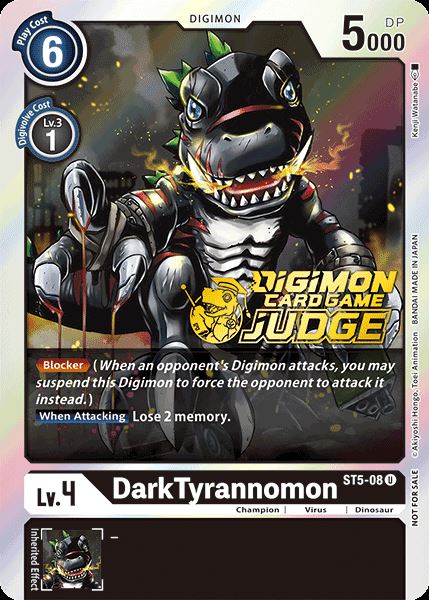 Play Cost
6
DIGIMON
DP
5000
Digivolve Cost
Lv.3
1
Kenji Watanabe
DIGIMON
CARD GAME
JUDGE
Blocker (When an opponent's Digimon attacks, you may
suspend this Digimon to force the opponent to attack it
instead.)
When Attacking Lose 2 memory.
©Akiyoshi Hongo, Toei Animation BANDAI MADE IN JAPAN
NOT FOR SALE
Lv.4
DarkTyrannomon
ST5-08 U
Champion | Virus | Dinosaur
Inherited Effect
–